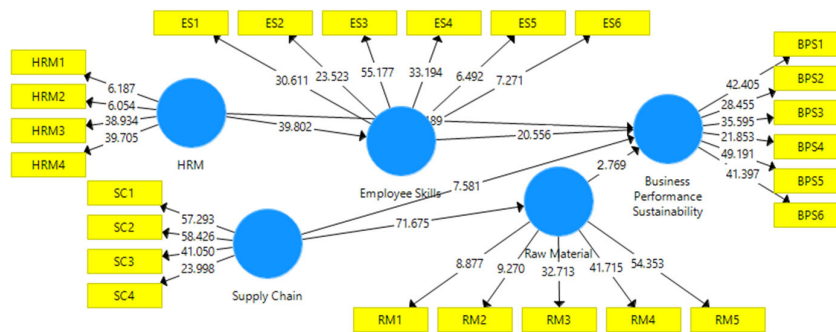 ES1 ES2 ES3 ES4 ES5 ES6
BPS1
HRM1
BPS2
HRM2
BPS3
HRM3
BPS4
HRM4
BPS5
BPS6
30.611 23.523 55.177 33.194 6.492 7.271
6.187
6.054
38.934
39.705
42.405
28.455
35.595
21.853
49.191
41.397
39.802
20.556
HRM
Employee Skills
7.581
2.769
Business
Performance
Sustainability
SC1
SC2
SC3
SC4
57.293
58.426
41.050
23.998
71.675
Supply Chain
Raw Material
8.877 9.270 32.713 41.715 54.353
RM1 RM2 RM3 RM4 RM5